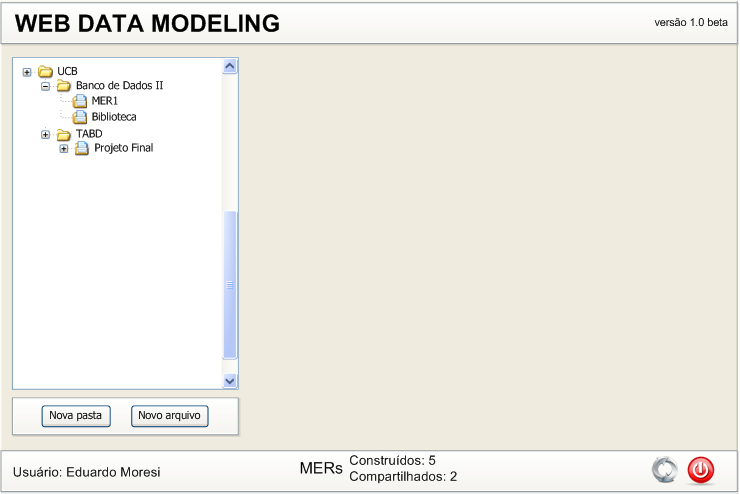 WEB DATA MODELING
versão 1.0 beta
UCB
Banco de Dados II
MER1
Biblioteca
TABD
Projeto Final
Nova pasta
Novo arquivo
Usuário: Eduardo Moresi
MERs
Construídos: 5
Compartilhados: 2